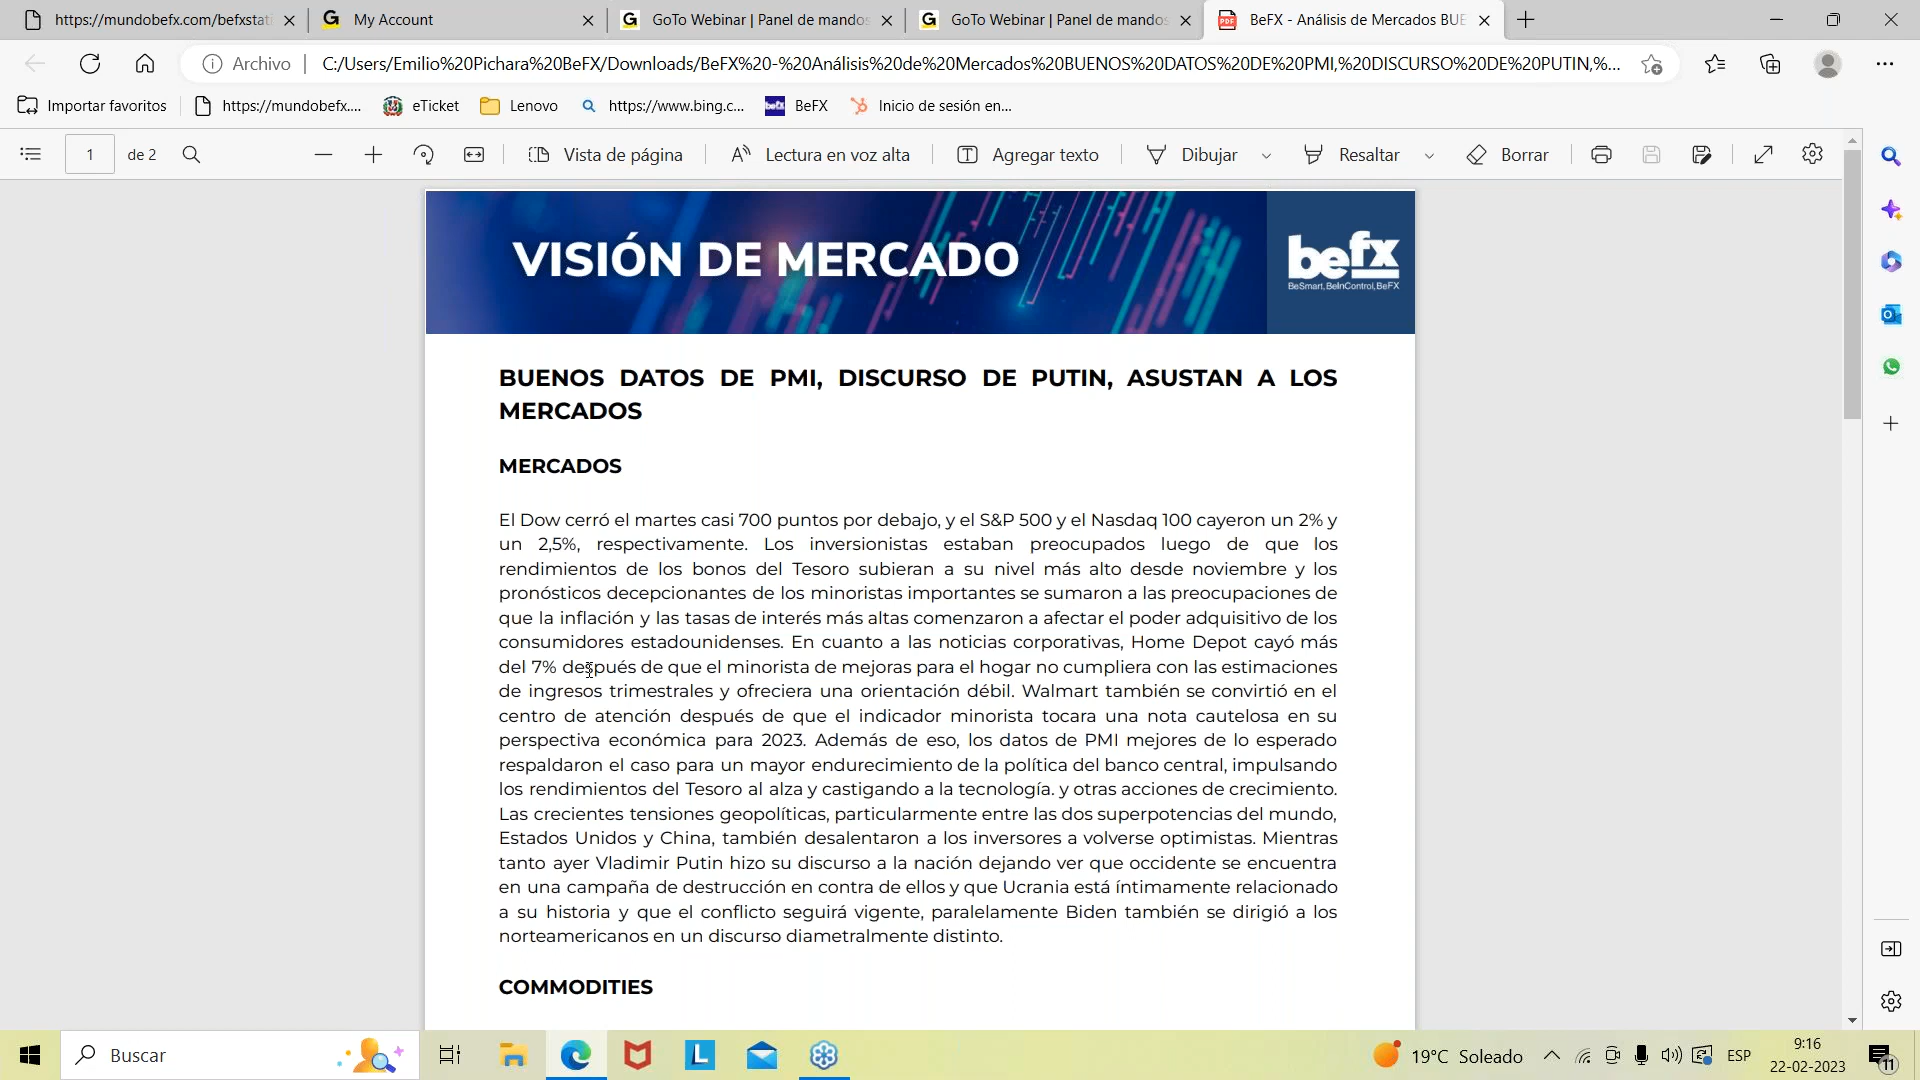 https://mundobefx.com/befxstati
My Account
GoTo Webinar | Panel de mandos
GoTo Webinar | Panel de mandos
BeFX - Análisis de Mercados BUE
Archivo
C:/Users/Emilio%20Pichara%20BeFX/Downloads/BeFX%20-%20Análisis%20de%20Mercados%20BUENOS%20DATOS%20DE%20PMI,%20DISCURSO%20DE%20PUTIN,%...
Importar favoritos
https://mundobefx....
eTicket
Lenovo
https://www.bing.c...
BeFX
Inicio de sesión en...
1 de 2
Vista de página
Lectura en voz alta
Agregar texto
Dibujar
Resaltar
Borrar
VISIÓN DE MERCADO
befx
BeSmart, BeInControl, BeFX
BUENOS DATOS DE PMI, DISCURSO DE PUTIN, ASUSTAN A LOS
MERCADOS
MERCADOS
El Dow cerró el martes casi 700 puntos por debajo, y el S&P 500 y el Nasdaq 100 cayeron un 2% y
un 2,5%, respectivamente. Los inversionistas estaban preocupados luego de que los
rendimientos de los bonos del Tesoro subieran a su nivel más alto desde noviembre y los
pronósticos decepcionantes de los minoristas importantes se sumaron a las preocupaciones de
que la inflación y las tasas de interés más altas comenzaron a afectar el poder adquisitivo de los
consumidores estadounidenses. En cuanto a las noticias corporativas, Home Depot cayó más
del 7% después de que el minorista de mejoras para el hogar no cumpliera con las estimaciones
de ingresos trimestrales y ofreciera una orientación débil. Walmart también se convirtió en el
centro de atención después de que el indicador minorista tocara una nota cautelosa en su
perspectiva económica para 2023. Además de eso, los datos de PMI mejores de lo esperado
respaldaron el caso para un mayor endurecimiento de la política del banco central, impulsando
los rendimientos del Tesoro al alza y castigando a la tecnología. y otras acciones de crecimiento.
Las crecientes tensiones geopolíticas, particularmente entre las dos superpotencias del mundo,
Estados Unidos y China, también desalentaron a los inversores a volverse optimistas. Mientras
tanto ayer Vladimir Putin hizo su discurso a la nación dejando ver que occidente se encuentra
en una campaña de destrucción en contra de ellos y que Ucrania está íntimamente relacionado
a su historia y que el conflicto seguirá vigente, paralelamente Biden también se dirigió a los
norteamericanos en un discurso diametralmente distinto.
COMMODITIES
Buscar
19°C Soleado
ESP
9:16
22-02-2023
11